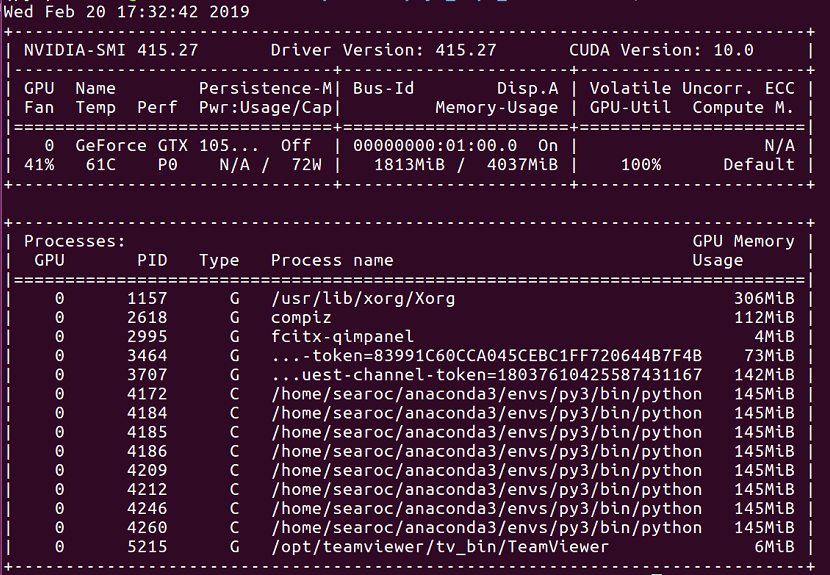 Wed Feb 20 17:32:42 2019
+-----------------------------------------------------------------------------+
| NVIDIA-SMI 415.27       Driver Version: 415.27       CUDA Version: 10.0     |
|-------------------------------+----------------------+----------------------+
| GPU  Name        Persistence-M| Bus-Id        Disp.A | Volatile Uncorr. ECC |
| Fan  Temp  Perf  Pwr:Usage/Cap|         Memory-Usage | GPU-Util  Compute M. |
|===============================+======================+======================|
|   0  GeForce GTX 105...  Off  | 00000000:01:00.0  On |                  N/A |
| 41%   61C    P0    N/A /  72W |   1813MiB /  4037MiB |    100%      Default |
+-------------------------------+----------------------+----------------------+
+-----------------------------------------------------------------------------+
| Processes:                                                       GPU Memory |
|  GPU       PID   Type   Process name                             Usage      |
|=============================================================================|
|    0      1157      G   /usr/lib/xorg/Xorg                           306MiB |
|    0      2618      G   compiz                                       112MiB |
|    0      2995      G   fcitx-qimpanel                                 4MiB |
|    0      3464      G   ...-token=83991C60CCA045CEBC1FF720644B7F4B    73MiB |
|    0      3707      G   ...uest-channel-token=18037610425587431167   142MiB |
|    0      4172      C   /home/searoc/anaconda3/envs/py3/bin/python   145MiB |
|    0      4184      C   /home/searoc/anaconda3/envs/py3/bin/python   145MiB |
|    0      4185      C   /home/searoc/anaconda3/envs/py3/bin/python   145MiB |
|    0      4186      C   /home/searoc/anaconda3/envs/py3/bin/python   145MiB |
|    0      4209      C   /home/searoc/anaconda3/envs/py3/bin/python   145MiB |
|    0      4212      C   /home/searoc/anaconda3/envs/py3/bin/python   145MiB |
|    0      4246      C   /home/searoc/anaconda3/envs/py3/bin/python   145MiB |
|    0      4260      C   /home/searoc/anaconda3/envs/py3/bin/python   145MiB |
|    0      5215      G   /opt/teamviewer/tv_bin/TeamViewer              6MiB |
+-----------------------------------------------------------------------------+